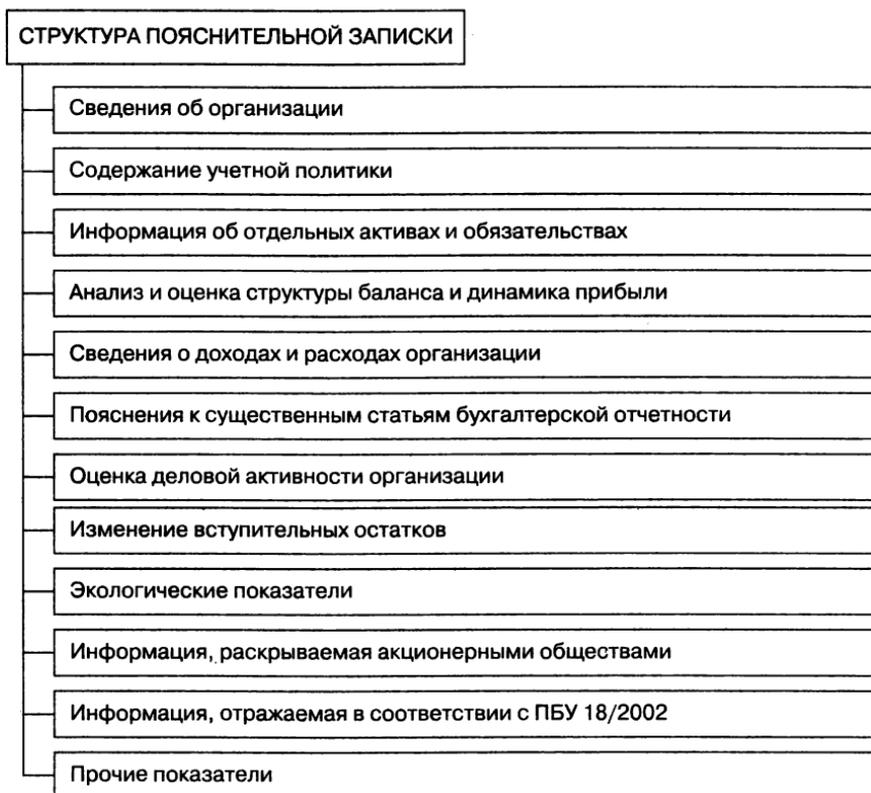 СТРУКТУРА ПОЯСНИТЕЛЬНОЙ ЗАПИСКИ
Сведения об организации
Содержание учетной политики
Информация об отдельных активах и обязательствах
Анализ и оценка структуры баланса и динамика прибыли
Сведения о доходах и расходах организации
Пояснения к существенным статьям бухгалтерской отчетности
Оценка деловой активности организации
Изменение вступительных остатков
Экологические показатели
Информация, раскрываемая акционерными обществами
Информация, отражаемая в соответствии с ПБУ 18/2002
Прочие показатели